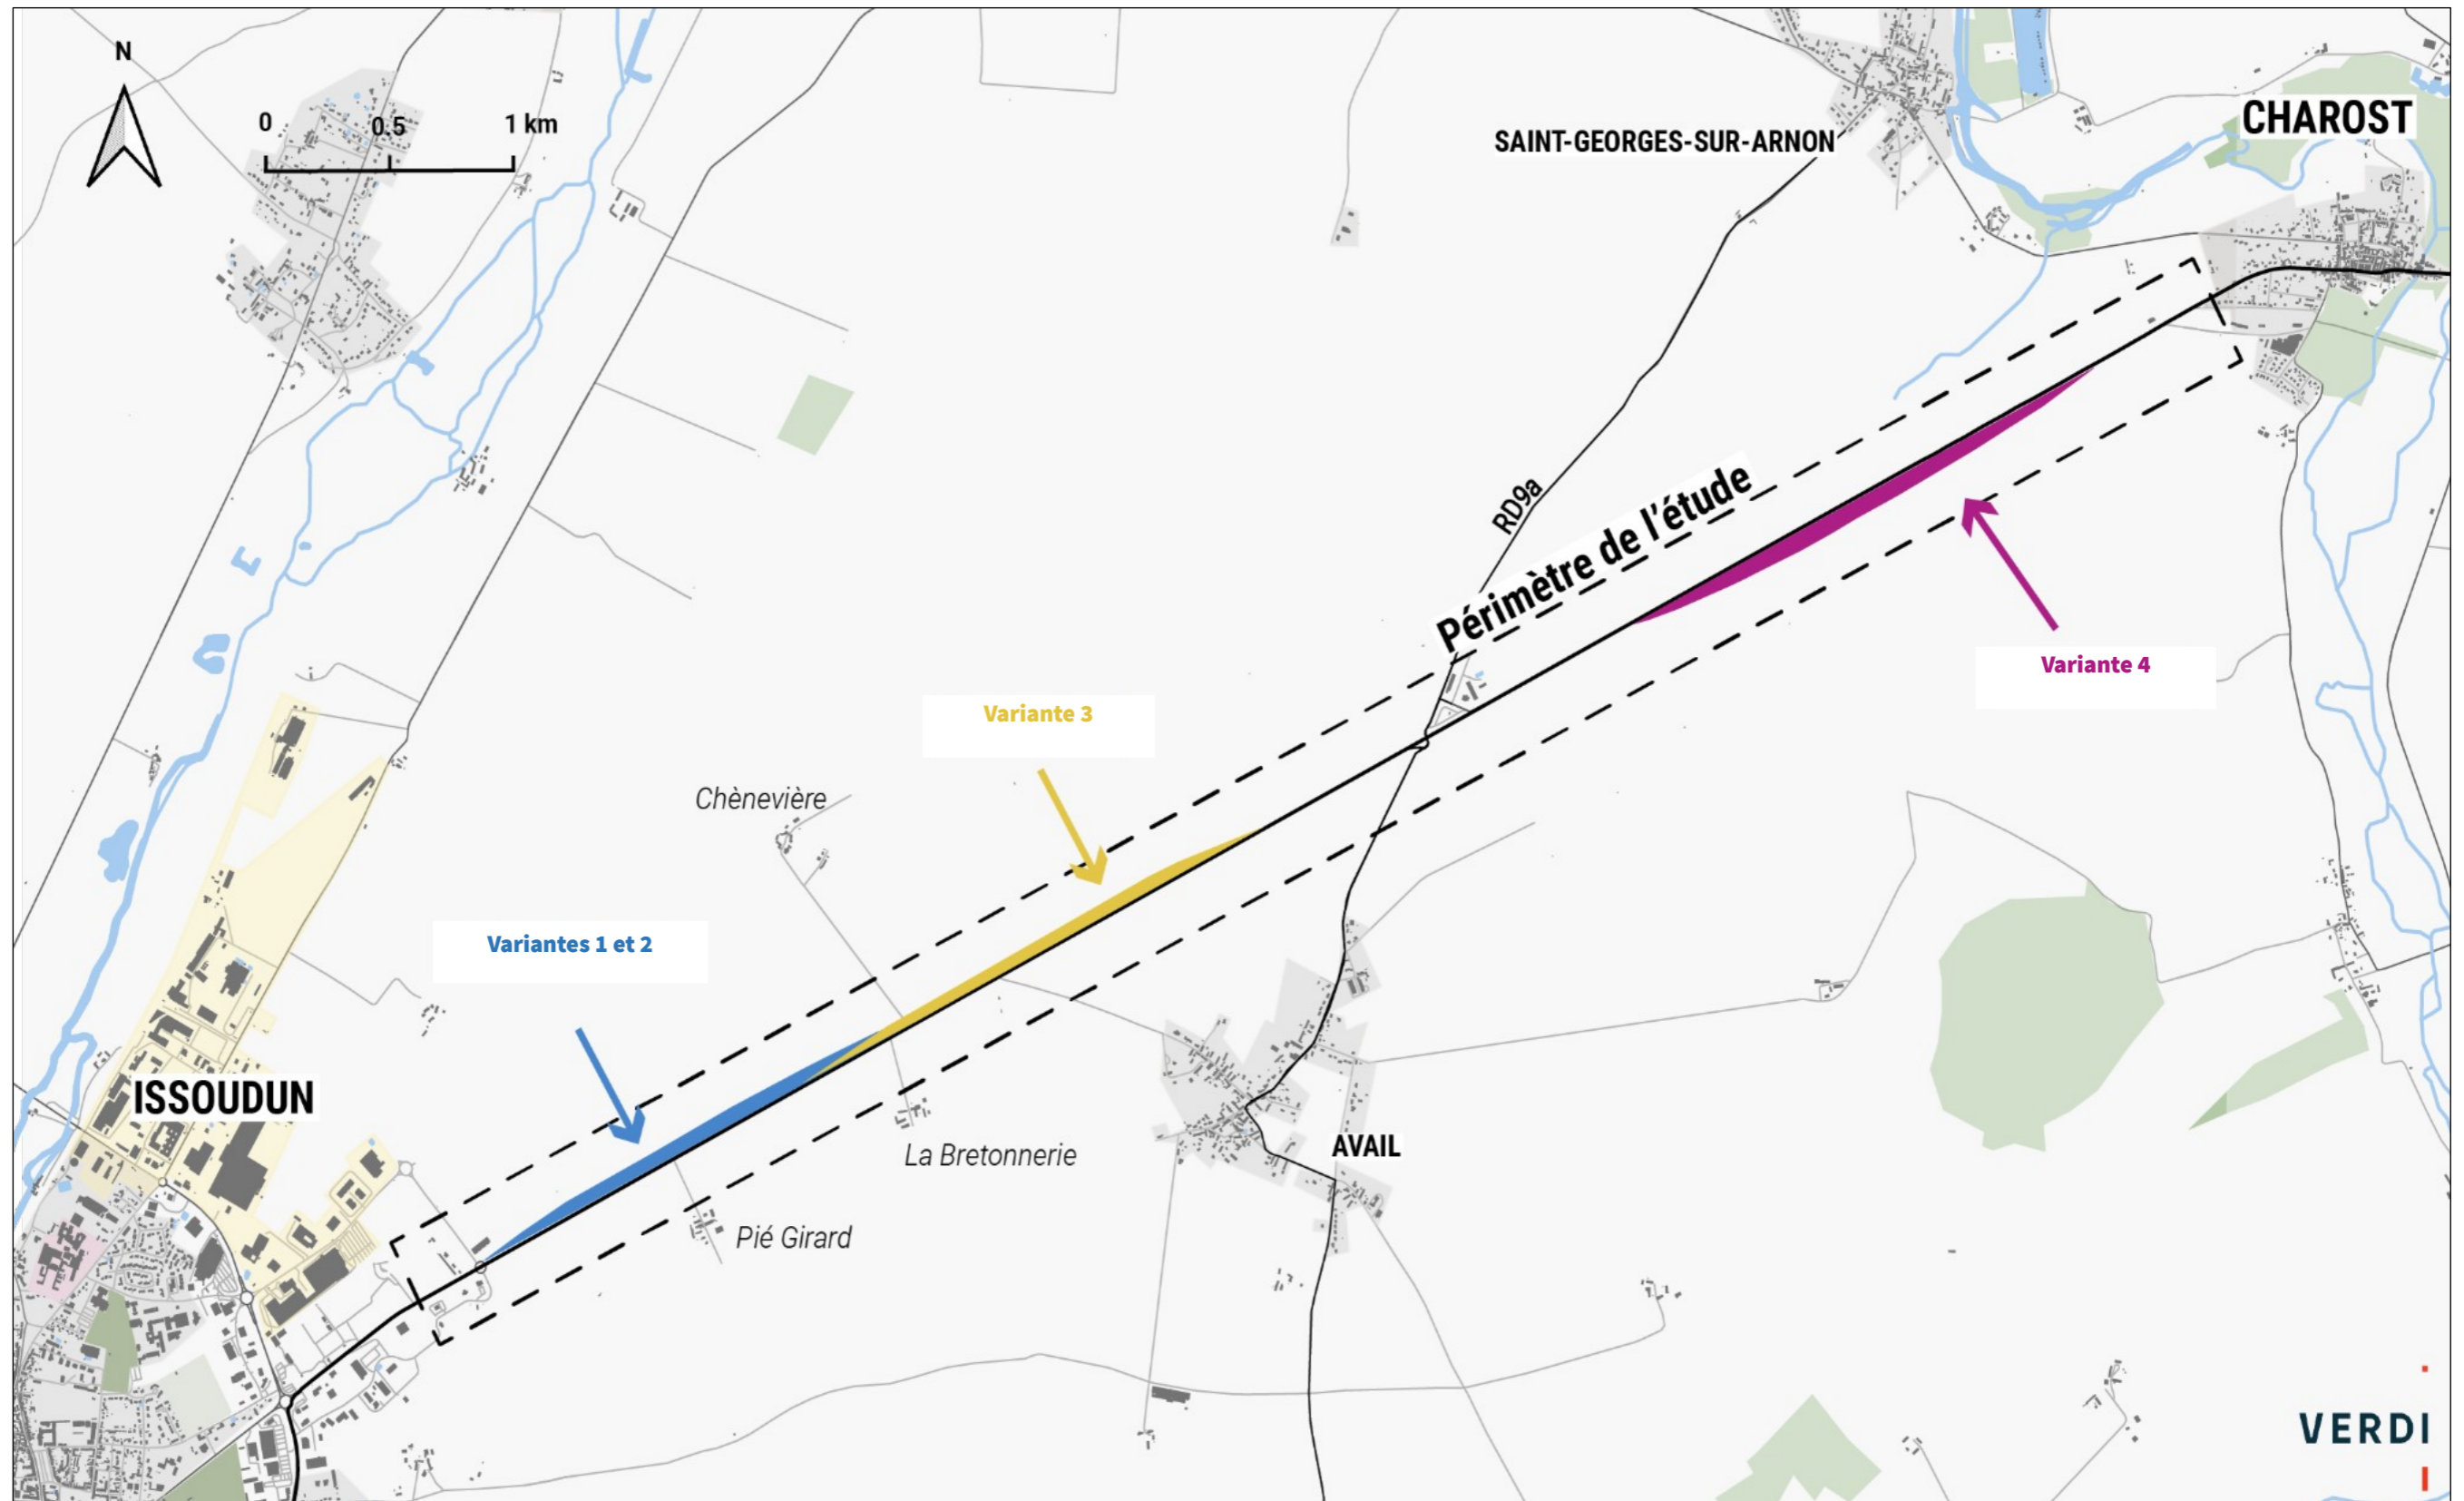 N
0 0.5 1 km
SAINT-GEORGES-SUR-ARNON
CHAROST
RD9a
Périmètre de l'étude
Variante 4
Variante 3
Chènevière
Variantes 1 et 2
ISSOUDUN
La Bretonnerie
AVAIL
Pié Girard
VERDI